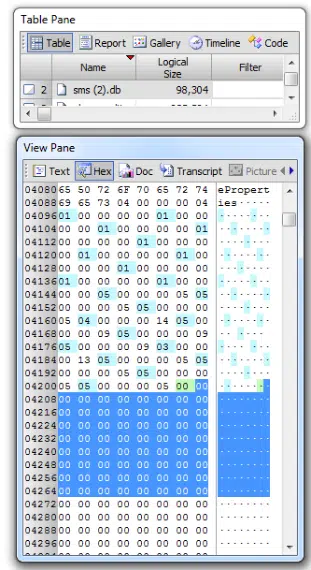 Table Pane
Table Report Gallery Timeline Code
Name Logical Size Filter
2 sms (2).db 98,304
View Pane
Text Hex Doc Transcript Picture
04080 65 50 72 6F 70 65 72 74 ePropert
04088 69 65 73 04 00 00 00 04 ies·····
04096 01 00 00 00 00 01 00 00 ········
04104 00 00 01 00 00 00 00 01 ········
04112 00 00 00 00 01 00 00 00 ········
04120 00 01 00 00 00 00 01 00 ········
04128 00 00 00 01 00 00 00 00 ········
04136 01 00 00 00 00 01 00 00 ········
04144 00 00 05 00 00 00 05 05 ········
04152 00 00 00 05 05 00 00 00 ········
04160 05 04 00 00 00 14 05 00 ········
04168 00 00 09 05 00 00 00 09 ········
04176 05 00 00 00 09 03 00 00 ········
04184 00 13 05 00 00 00 05 05 ········
04192 00 00 00 05 05 00 00 00 ········
04200 05 05 00 00 00 05 00 00 ········
04208 00 00 00 00 00 00 00 00 ········
04216 00 00 00 00 00 00 00 00 ········
04224 00 00 00 00 00 00 00 00 ········
04232 00 00 00 00 00 00 00 00 ········
04240 00 00 00 00 00 00 00 00 ········
04248 00 00 00 00 00 00 00 00 ········
04256 00 00 00 00 00 00 00 00 ········
04264 00 00 00 00 00 00 00 00 ········
04272 00 00 00 00 00 00 00 00 ········
04280 00 00 00 00 00 00 00 00 ········
04288 00 00 00 00 00 00 00 00 ········
04296 00 00 00 00 00 00 00 00 ········